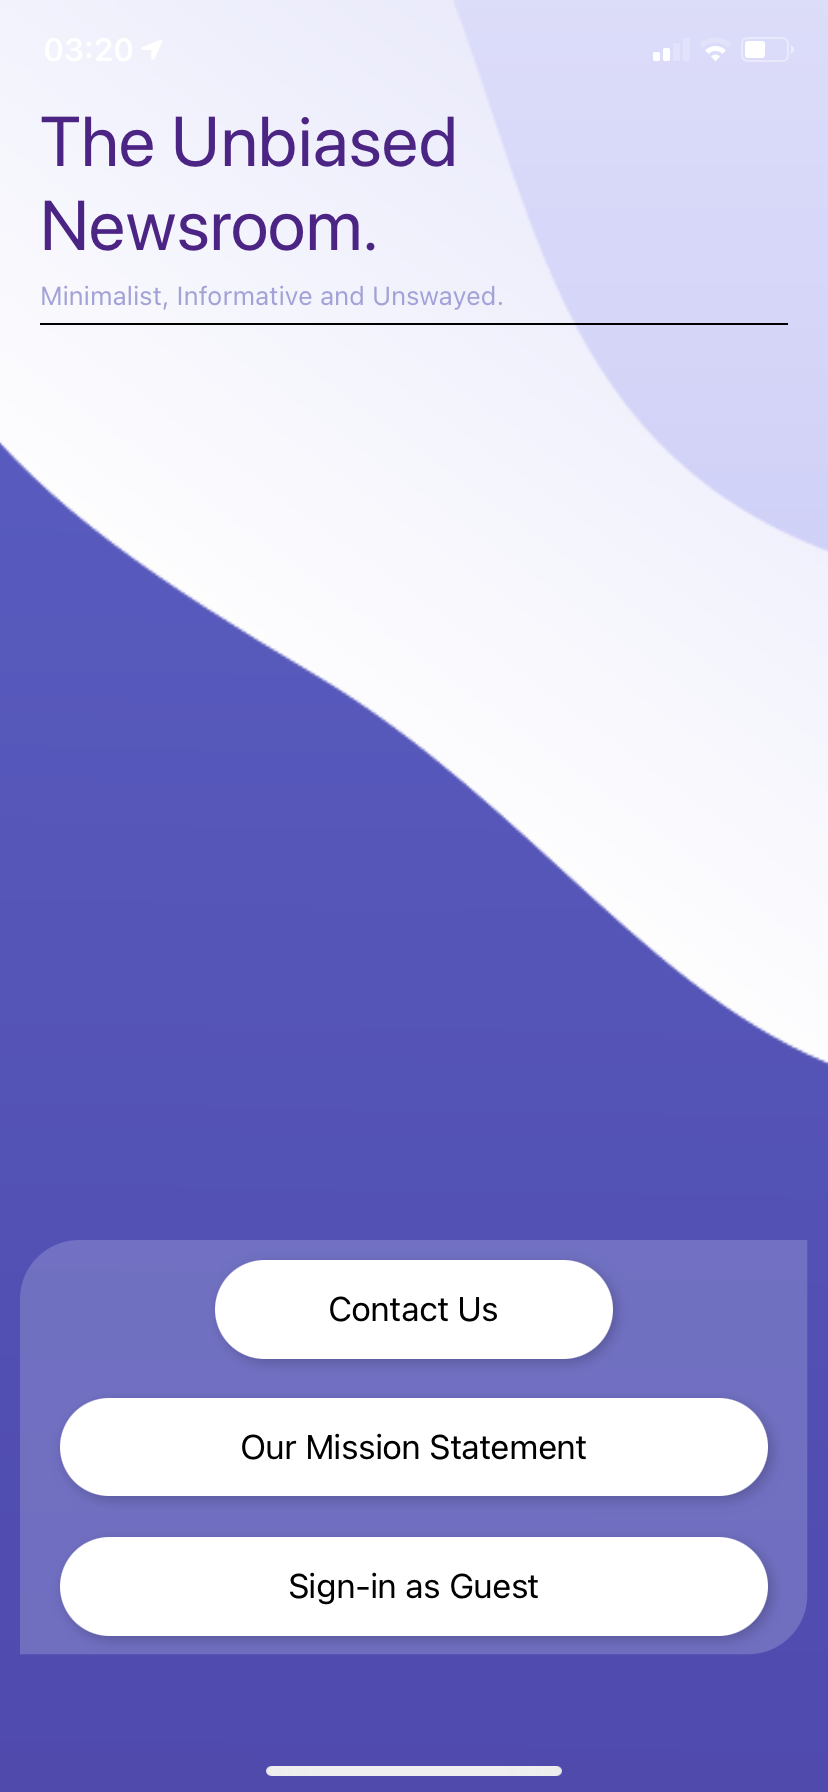 03:20
The Unbiased
Newsroom.
Minimalist, Informative and Unswayed.
Contact Us
Our Mission Statement
Sign-in as Guest